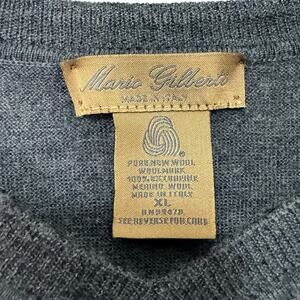 Mario Gilberti
MADE IN ITALY
PURE NEW WOOL
WOOLMARK
100% EXTRAFINE
MERINO WOOL
MADE IN ITALY
XL
RN59470
SEE REVERSE FOR CARE